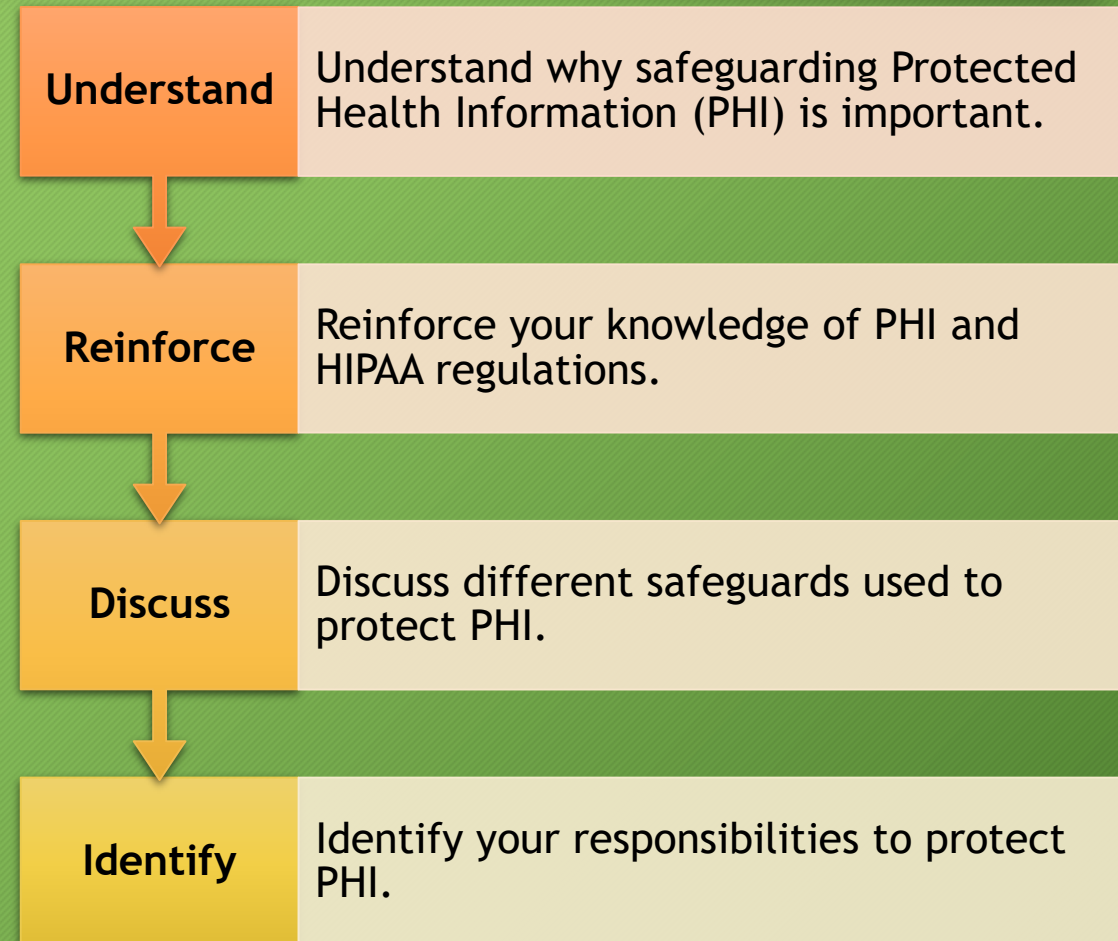 Understand
Understand why safeguarding Protected
Health Information (PHI) is important.
Reinforce
Reinforce your knowledge of PHI and
HIPAA regulations.
Discuss
Discuss different safeguards used to
protect PHI.
Identify
Identify your responsibilities to protect
PHI.